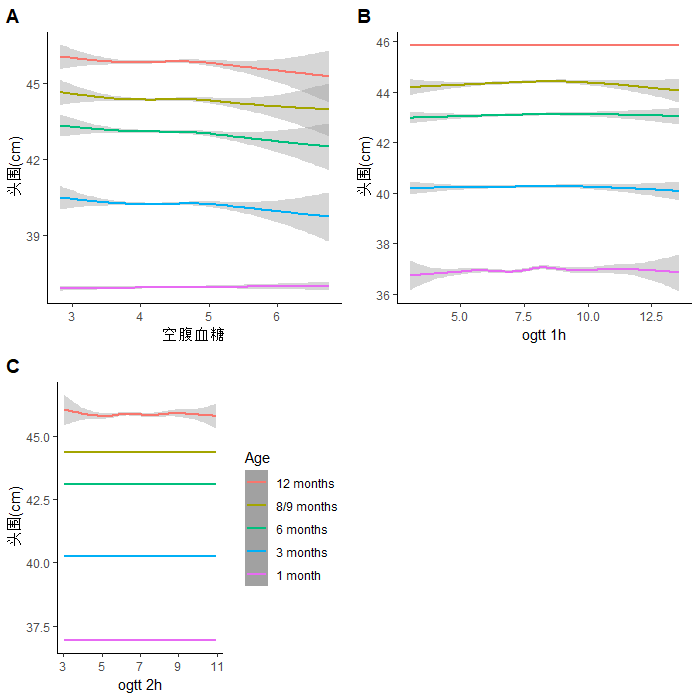 A
45
42
39
头围(cm)
3
4
5
6
空腹血糖
B
46
44
42
40
38
36
头围(cm)
5.0
7.5
10.0
12.5
ogtt 1h
C
45.0
42.5
40.0
37.5
头围(cm)
3
5
7
9
11
ogtt 2h
Age
12 months
8/9 months
6 months
3 months
1 month